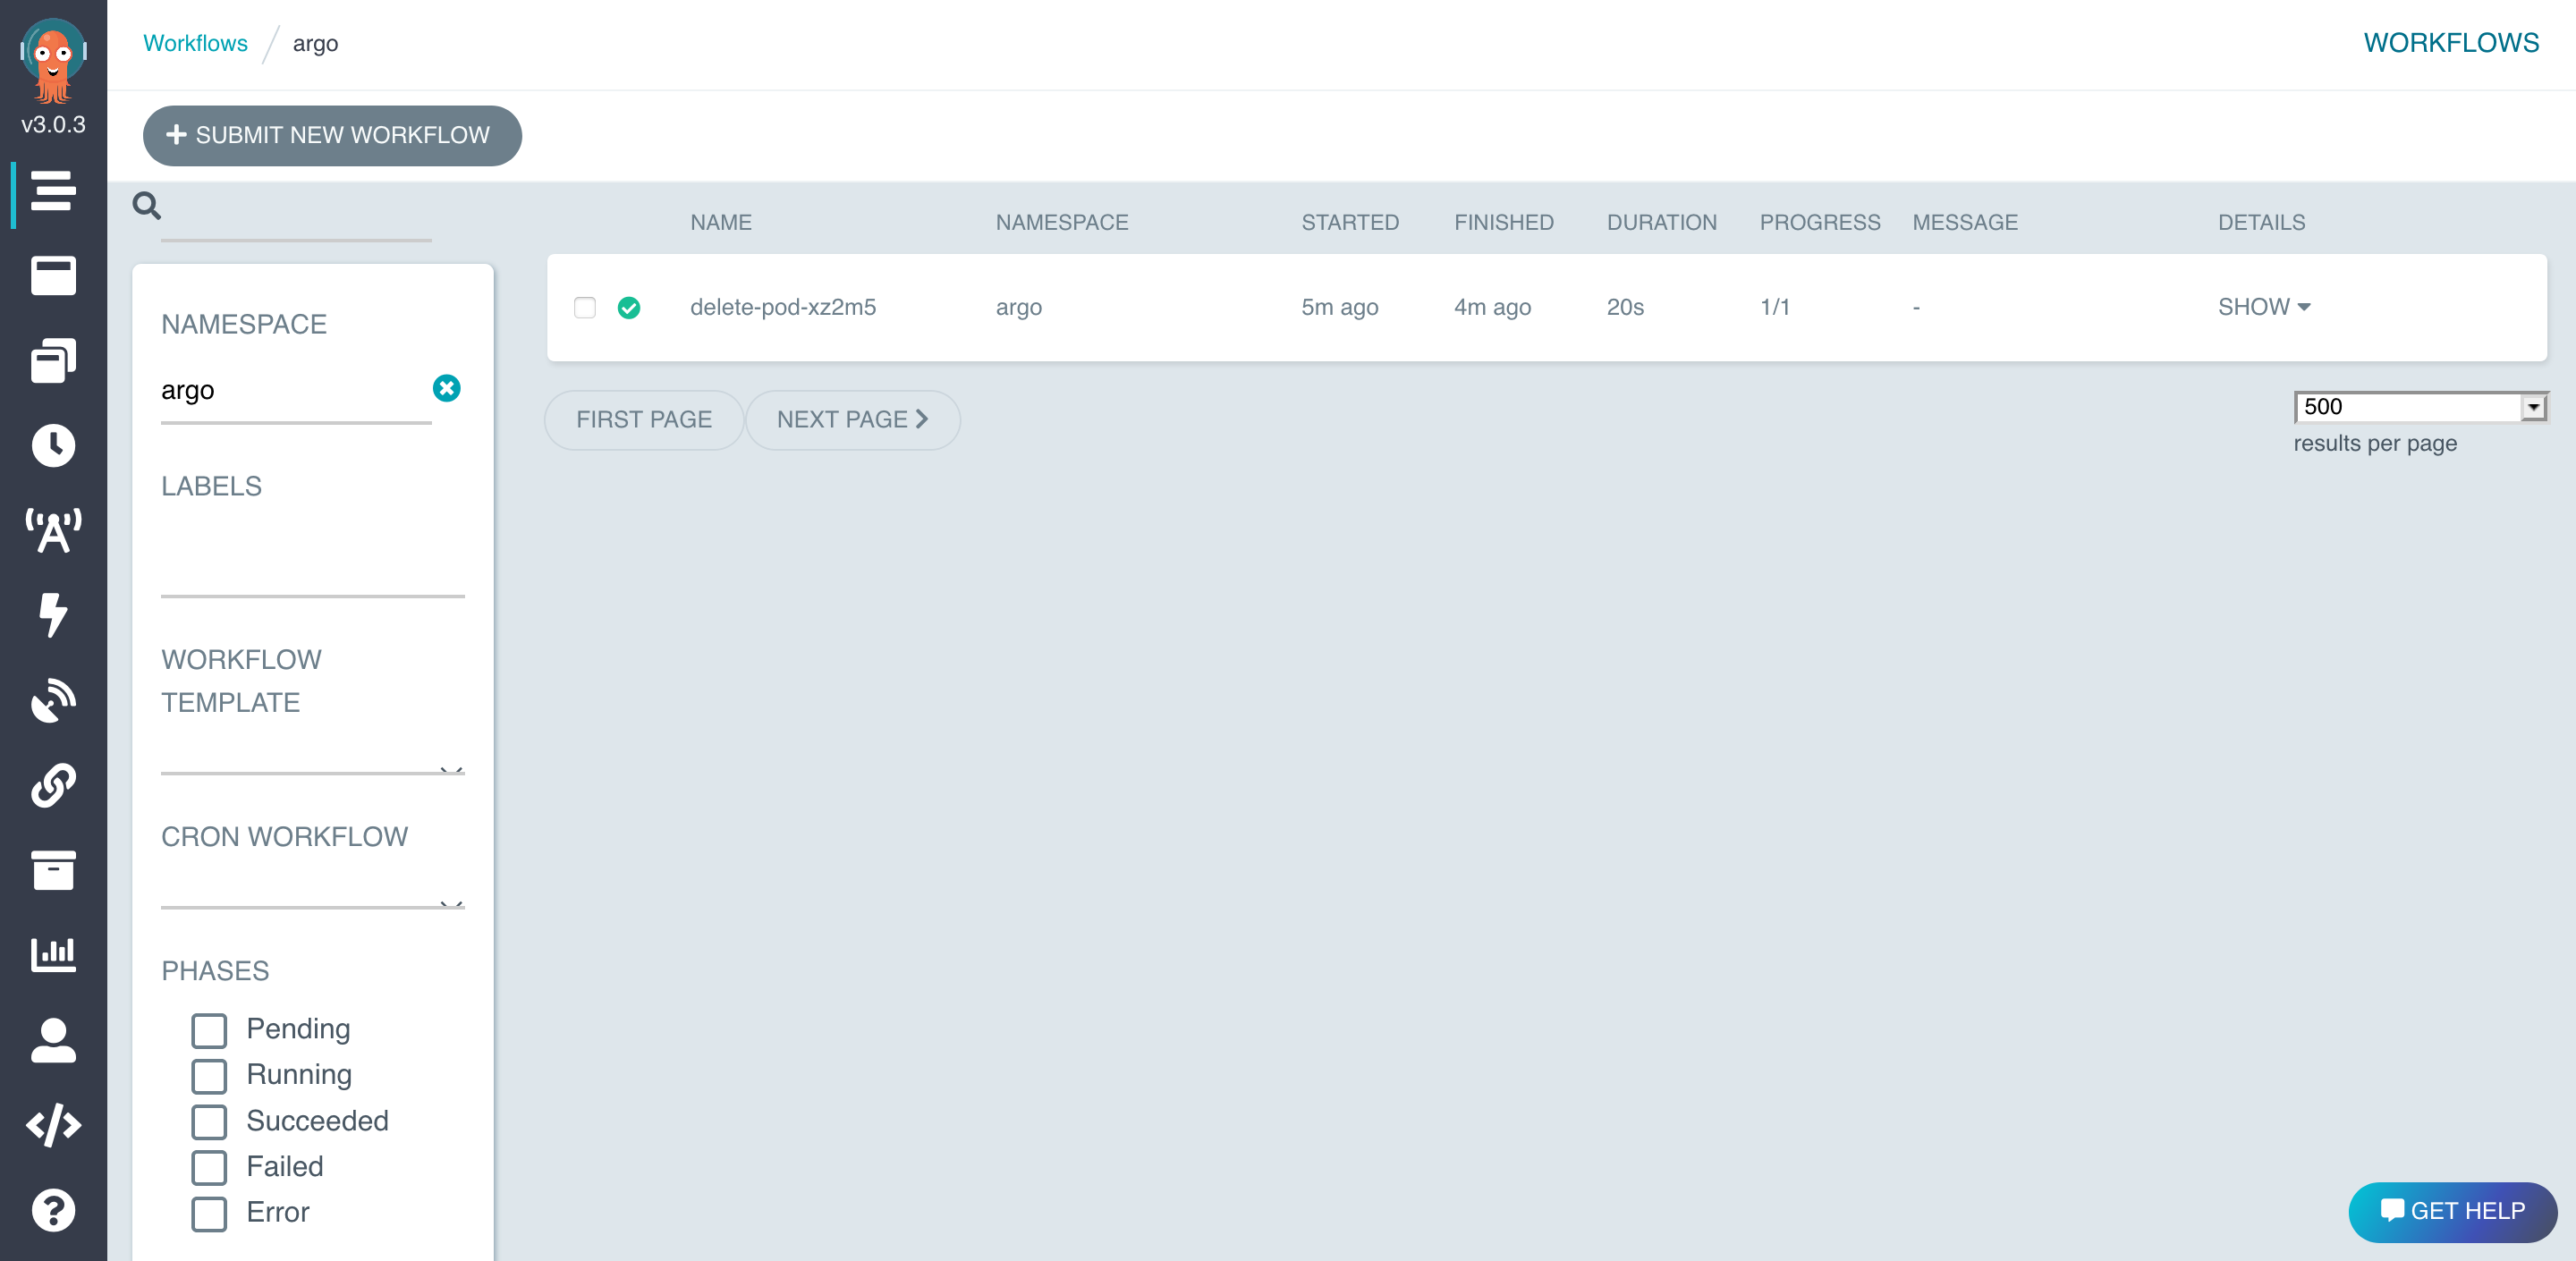 v3.0.3
Workflows / argo
WORKFLOWS
SUBMIT NEW WORKFLOW
NAME NAMESPACE STARTED FINISHED DURATION PROGRESS MESSAGE DETAILS
delete-pod-xz2m5 argo 5m ago 4m ago 20s 1/1 - SHOW
FIRST PAGE NEXT PAGE
500
results per page
NAMESPACE
argo
LABELS
WORKFLOW
TEMPLATE
CRON WORKFLOW
PHASES
Pending
Running
Succeeded
Failed
Error
GET HELP